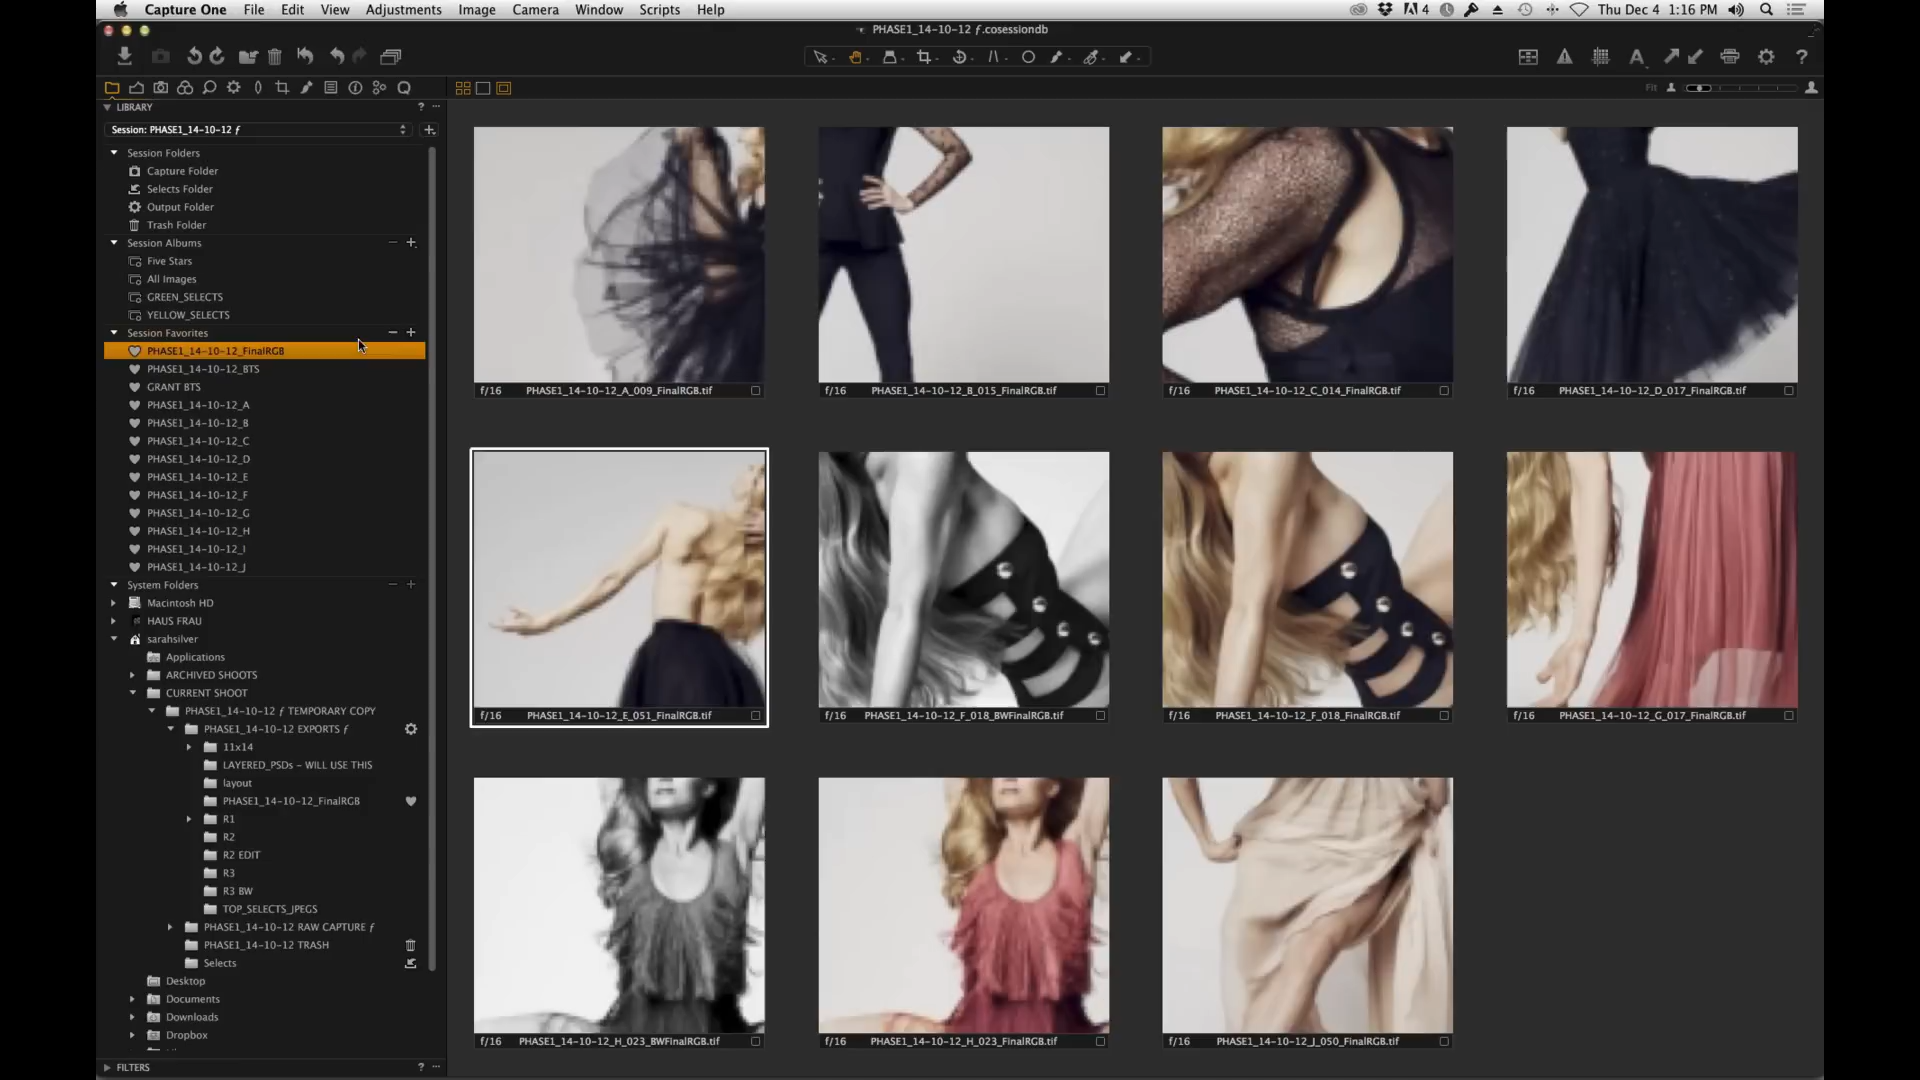 Capture One File Edit View Adjustments Image Camera Window Scripts Help
4 Thu Dec 4 1:16 PM
PHASE1_14-10-12 ƒ.cosessiondb
Fit
LIBRARY
Session: PHASE1_14-10-12 ƒ
Session Folders
Capture Folder
Selects Folder
Output Folder
Trash Folder
Session Albums
Five Stars
All Images
GREEN_SELECTS
YELLOW_SELECTS
Session Favorites
PHASE1_14-10-12_FinalRGB
PHASE1_14-10-12_BTS
GRANT BTS
PHASE1_14-10-12_A
PHASE1_14-10-12_B
PHASE1_14-10-12_C
PHASE1_14-10-12_D
PHASE1_14-10-12_E
PHASE1_14-10-12_F
PHASE1_14-10-12_G
PHASE1_14-10-12_H
PHASE1_14-10-12_I
PHASE1_14-10-12_J
System Folders
Macintosh HD
HAUS FRAU
sarahsilver
Applications
ARCHIVED SHOOTS
CURRENT SHOOT
PHASE1_14-10-12 ƒ TEMPORARY COPY
PHASE1_14-10-12 EXPORTS ƒ
11x14
LAYERED_PSDs - WILL USE THIS
layout
PHASE1_14-10-12_FinalRGB
R1
R2
R2 EDIT
R3
R3 BW
TOP_SELECTS_JPEGS
PHASE1_14-10-12 RAW CAPTURE ƒ
PHASE1_14-10-12 TRASH
Selects
Desktop
Documents
Downloads
Dropbox
FILTERS
f/16 PHASE1_14-10-12_A_009_FinalRGB.tif
f/16 PHASE1_14-10-12_B_015_FinalRGB.tif
f/16 PHASE1_14-10-12_C_014_FinalRGB.tif
f/16 PHASE1_14-10-12_D_017_FinalRGB.tif
f/16 PHASE1_14-10-12_E_051_FinalRGB.tif
f/16 PHASE1_14-10-12_F_018_BWFinalRGB.tif
f/16 PHASE1_14-10-12_F_018_FinalRGB.tif
f/16 PHASE1_14-10-12_G_017_FinalRGB.tif
f/16 PHASE1_14-10-12_H_023_BWFinalRGB.tif
f/16 PHASE1_14-10-12_H_023_FinalRGB.tif
f/16 PHASE1_14-10-12_J_050_FinalRGB.tif